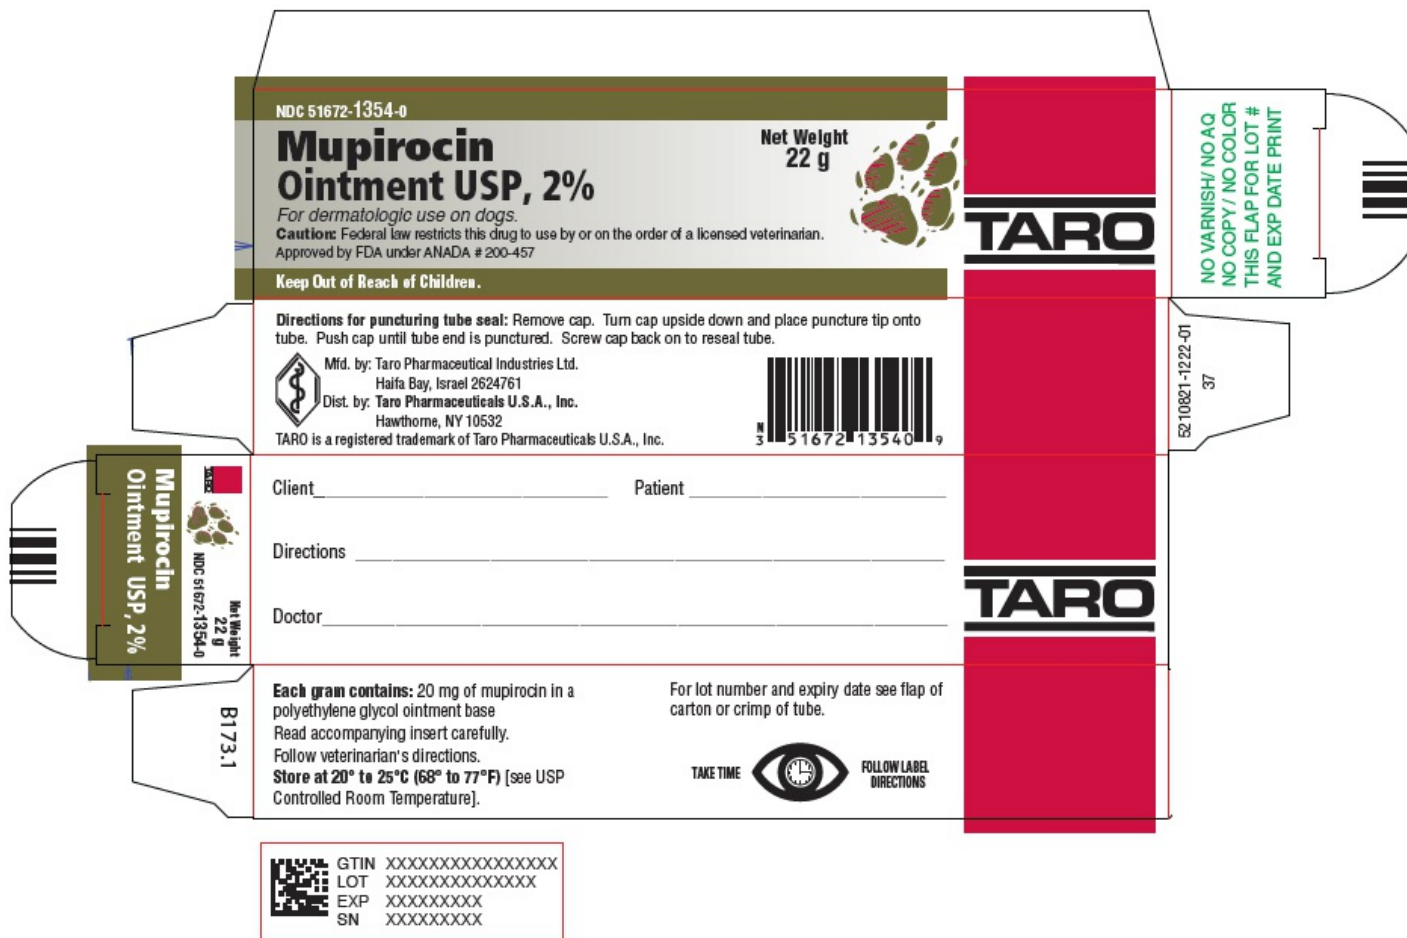 NDC 51672-1354-0
Mupirocin
Ointment USP, 2%
Net Weight
22 g
For dermatologic use on dogs.
Caution: Federal law restricts this drug to use by or on the order of a licensed veterinarian.
Approved by FDA under ANADA # 200-457
Keep Out of Reach of Children.
TARO
NO VARNISH/ NO AQ
NO COPY/ NO COLOR
THIS FLAP FOR LOT #
AND EXP DATE PRINT
Directions for puncturing tube seal: Remove cap. Turn cap upside down and place puncture tip onto
tube. Push cap until tube end is punctured. Screw cap back on to reseal tube.
Mfd. by: Taro Pharmaceutical Industries Ltd.
Haifa Bay, Israel 2624761
Dist. by: Taro Pharmaceuticals U.S.A., Inc.
Hawthorne, NY 10532
TARO is a registered trademark of Taro Pharmaceuticals U.S.A., Inc.
N
3 51672 13540 9
5210821-1222-01
37
Mupirocin
Ointment USP, 2%
TARO
NDC 51672-1354-0
Net Weight
22 g
Client Patient
Directions
Doctor
TARO
B173.1
Each gram contains: 20 mg of mupirocin in a
polyethylene glycol ointment base
Read accompanying insert carefully.
Follow veterinarian's directions.
Store at 20° to 25°C (68° to 77°F) [see USP
Controlled Room Temperature].
For lot number and expiry date see flap of
carton or crimp of tube.
TAKE TIME
FOLLOW LABEL
DIRECTIONS
GTIN XXXXXXXXXXXXXXXX
LOT XXXXXXXXXXXXXX
EXP XXXXXXXXX
SN XXXXXXXXX